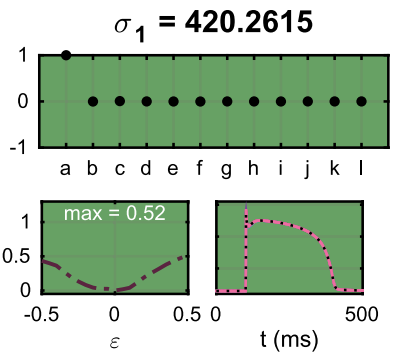 σ1 = 420.2615
1
0
-1
a b c d e f g h i j k l
max = 0.52
1
0.5
0
-0.5 0 0.5
ε
0 500
t (ms)